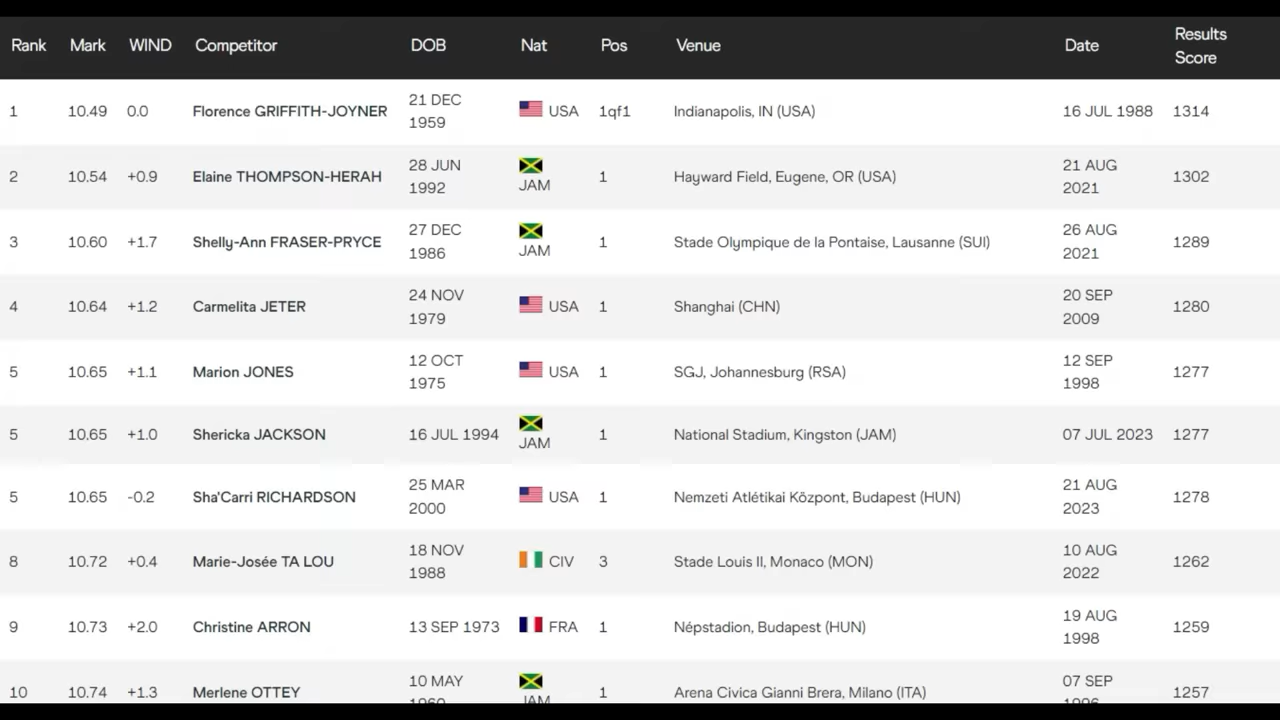 Rank Mark WIND Competitor DOB Nat Pos Venue Date Results Score
1 10.49 0.0 Florence GRIFFITH-JOYNER 21 DEC 1959 USA 1qf1 Indianapolis, IN (USA) 16 JUL 1988 1314
2 10.54 +0.9 Elaine THOMPSON-HERAH 28 JUN 1992 JAM 1 Hayward Field, Eugene, OR (USA) 21 AUG 2021 1302
3 10.60 +1.7 Shelly-Ann FRASER-PRYCE 27 DEC 1986 JAM 1 Stade Olympique de la Pontaise, Lausanne (SUI) 26 AUG 2021 1289
4 10.64 +1.2 Carmelita JETER 24 NOV 1979 USA 1 Shanghai (CHN) 20 SEP 2009 1280
5 10.65 +1.1 Marion JONES 12 OCT 1975 USA 1 SGJ, Johannesburg (RSA) 12 SEP 1998 1277
5 10.65 +1.0 Shericka JACKSON 16 JUL 1994 JAM 1 National Stadium, Kingston (JAM) 07 JUL 2023 1277
5 10.65 -0.2 Sha'Carri RICHARDSON 25 MAR 2000 USA 1 Nemzeti Atlétikai Központ, Budapest (HUN) 21 AUG 2023 1278
8 10.72 +0.4 Marie-Josée TA LOU 18 NOV 1988 CIV 3 Stade Louis II, Monaco (MON) 10 AUG 2022 1262
9 10.73 +2.0 Christine ARRON 13 SEP 1973 FRA 1 Népstadion, Budapest (HUN) 19 AUG 1998 1259
10 10.74 +1.3 Merlene OTTEY 10 MAY 1960 JAM 1 Arena Civica Gianni Brera, Milano (ITA) 07 SEP 1996 1257